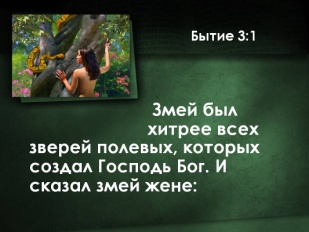 Бытие 3:1
Змей был
хитрее всех
зверей полевых, которых
создал Господь Бог. И
сказал змей жене: